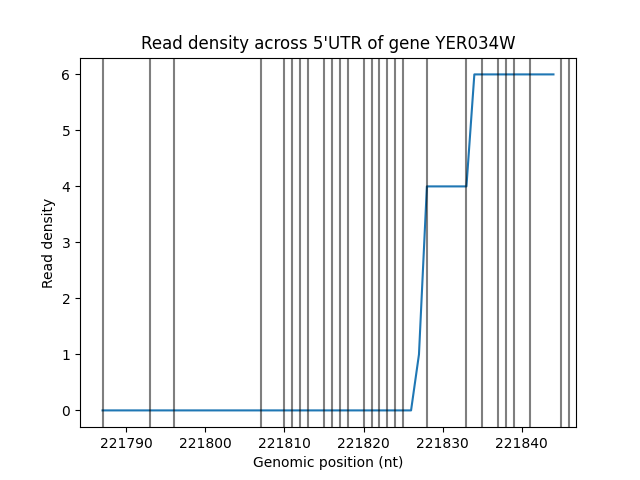 Read density across 5'UTR of gene YER034W
Read density
6
5
4
3
2
1
0
221790 221800 221810 221820 221830 221840
Genomic position (nt)